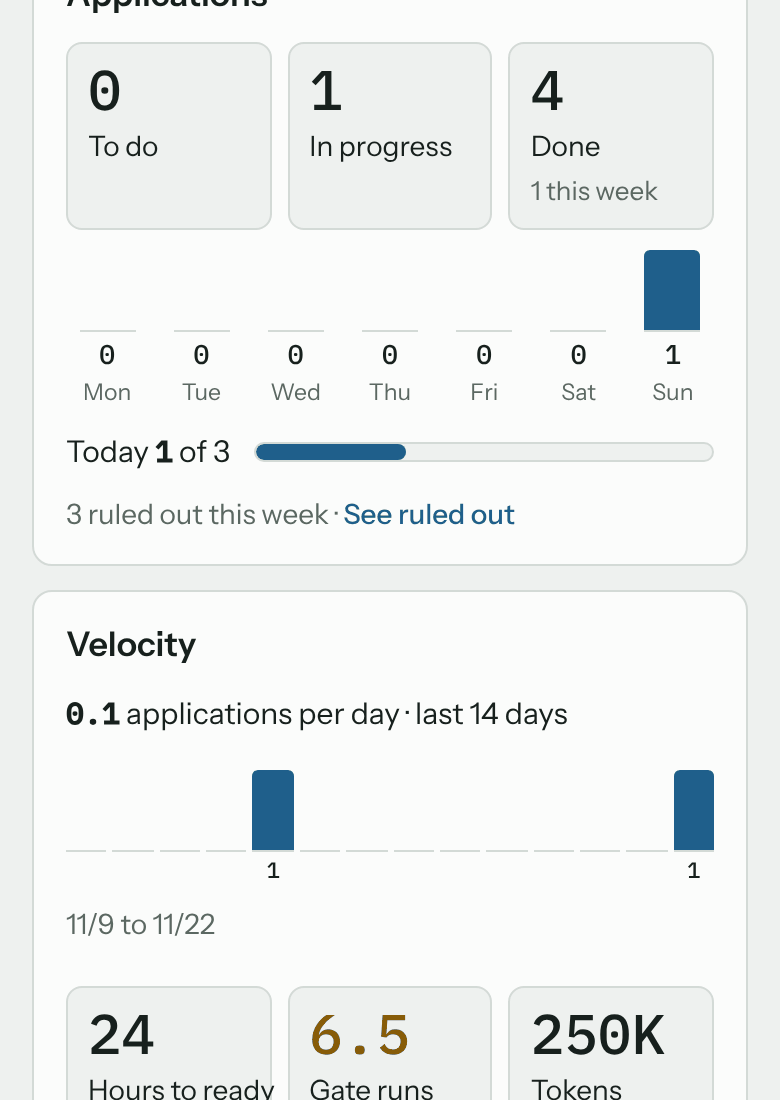 Applications
0 1 4
To do In progress Done
1 this week
0 0 0 0 0 0 1
Mon Tue Wed Thu Fri Sat Sun
Today 1 of 3
3 ruled out this week · See ruled out
Velocity
0.1 applications per day · last 14 days
1 1
11/9 to 11/22
24 6.5 250K
Hours to ready Gate runs Tokens